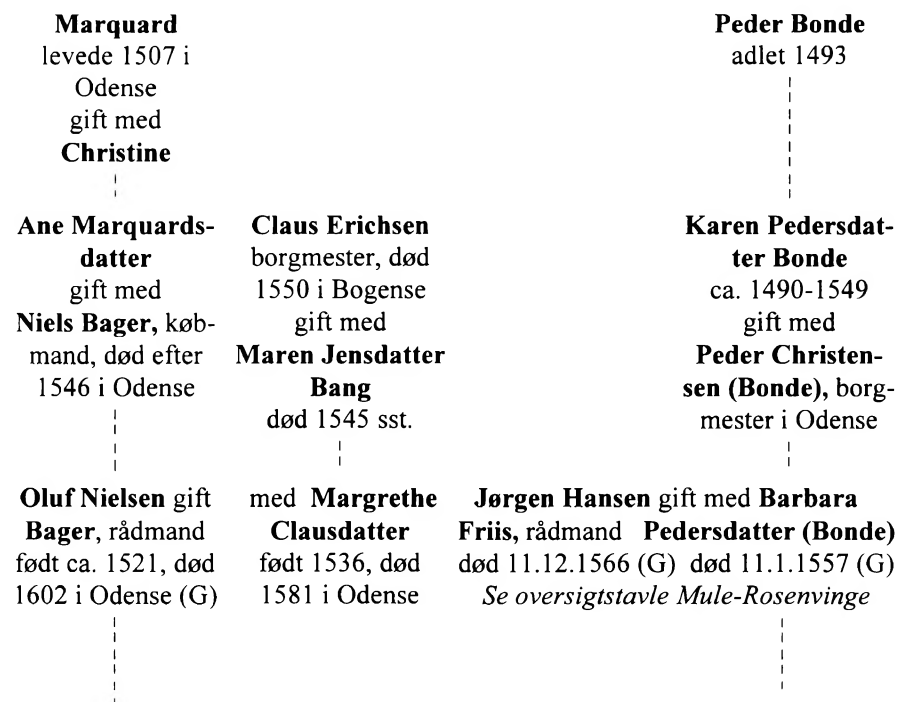 Marquard
levede 1507 i
Odense
gift med
Christine
Peder Bonde
adlet 1493
Ane Marquards-
datter
gift med
Niels Bager, køb-
mand, død efter
1546 i Odense
Claus Erichsen
borgmester, død
1550 i Bogense
gift med
Maren Jensdatter
Bang
død 1545 sst.
Karen Pedersdat-
ter Bonde
ca. 1490-1549
gift med
Peder Christen-
sen (Bonde), borg-
mester i Odense
Oluf Nielsen gift
Bager, rådmand
født ca. 1521, død
1602 i Odense (G)
med Margrethe
Clausdatter
født 1536, død
1581 i Odense
Jørgen Hansen gift med Barbara
Friis, rådmand Pedersdatter (Bonde)
død 11.12.1566 (G) død 11.1.1557 (G)
Se oversigtstavle Mule-Rosenvinge